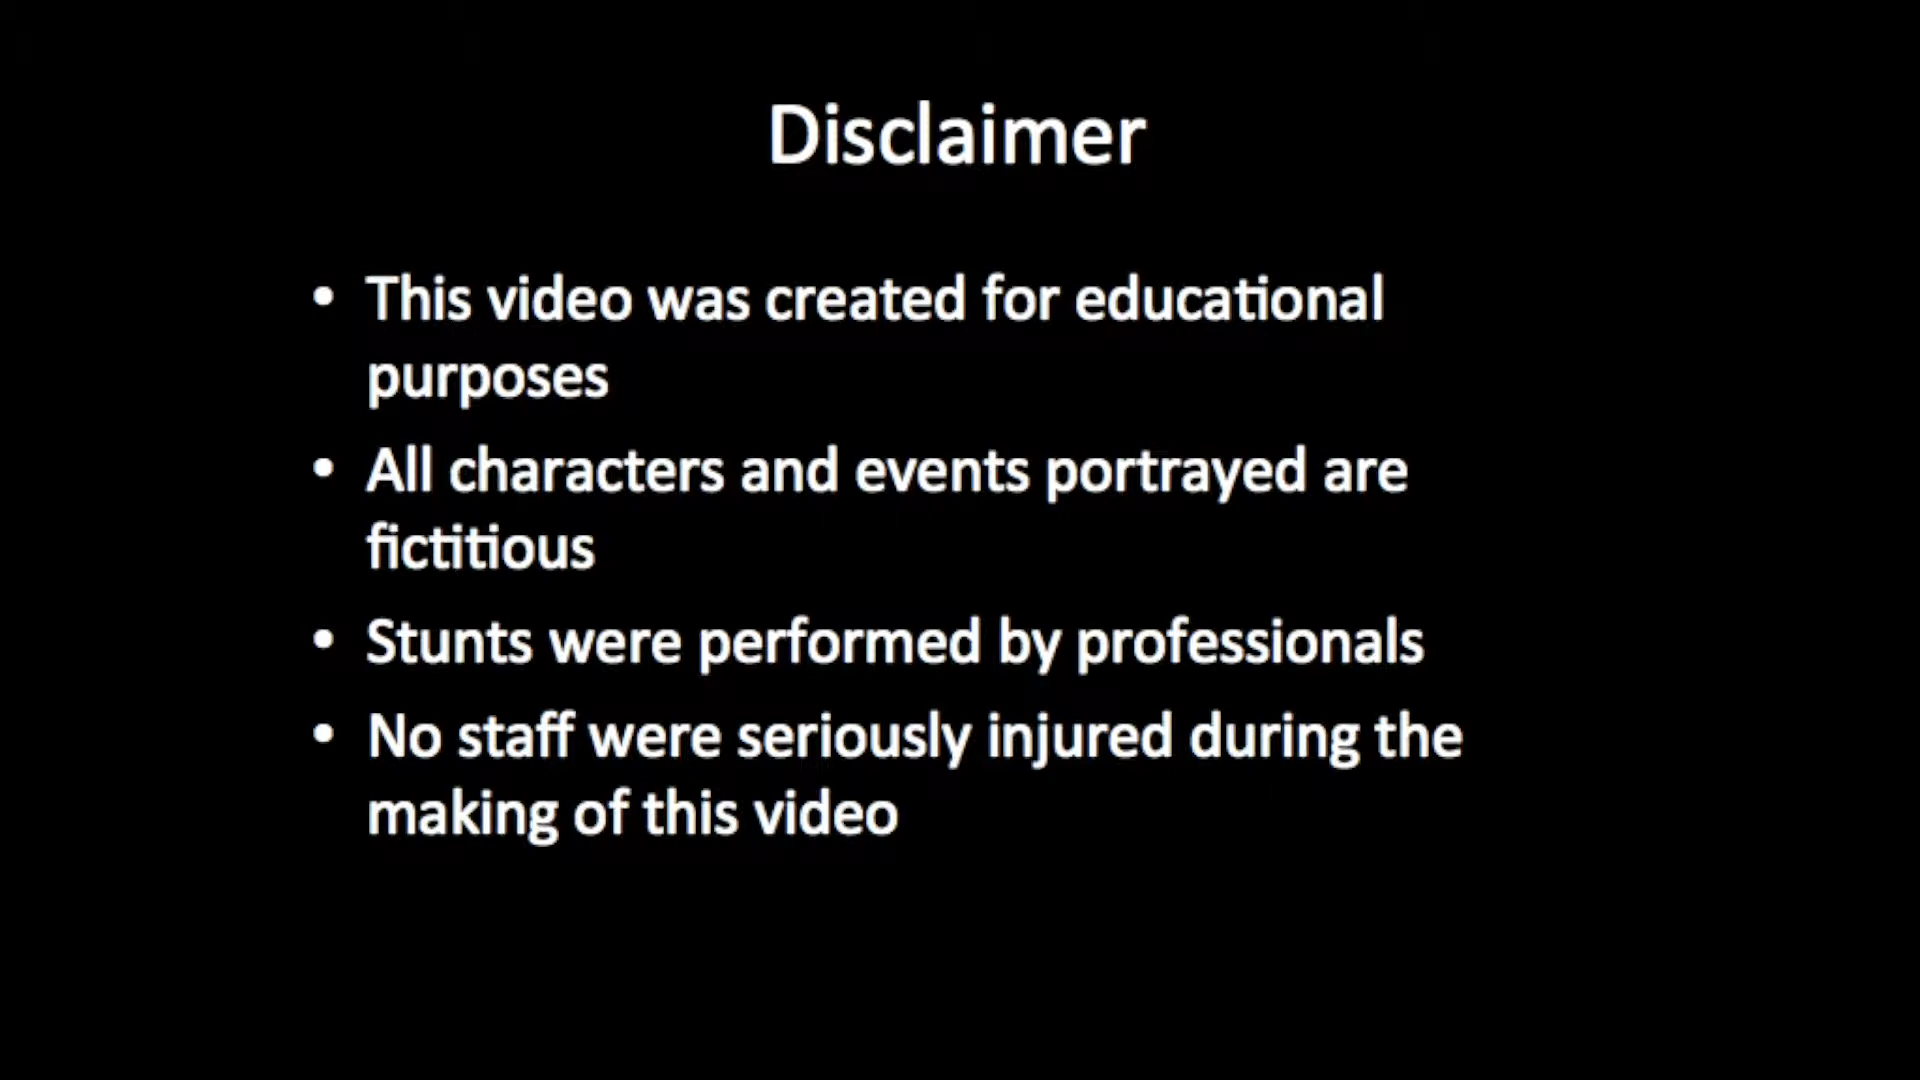 Disclaimer
• This video was created for educational
purposes
• All characters and events portrayed are
fictitious
• Stunts were performed by professionals
• No staff were seriously injured during the
making of this video